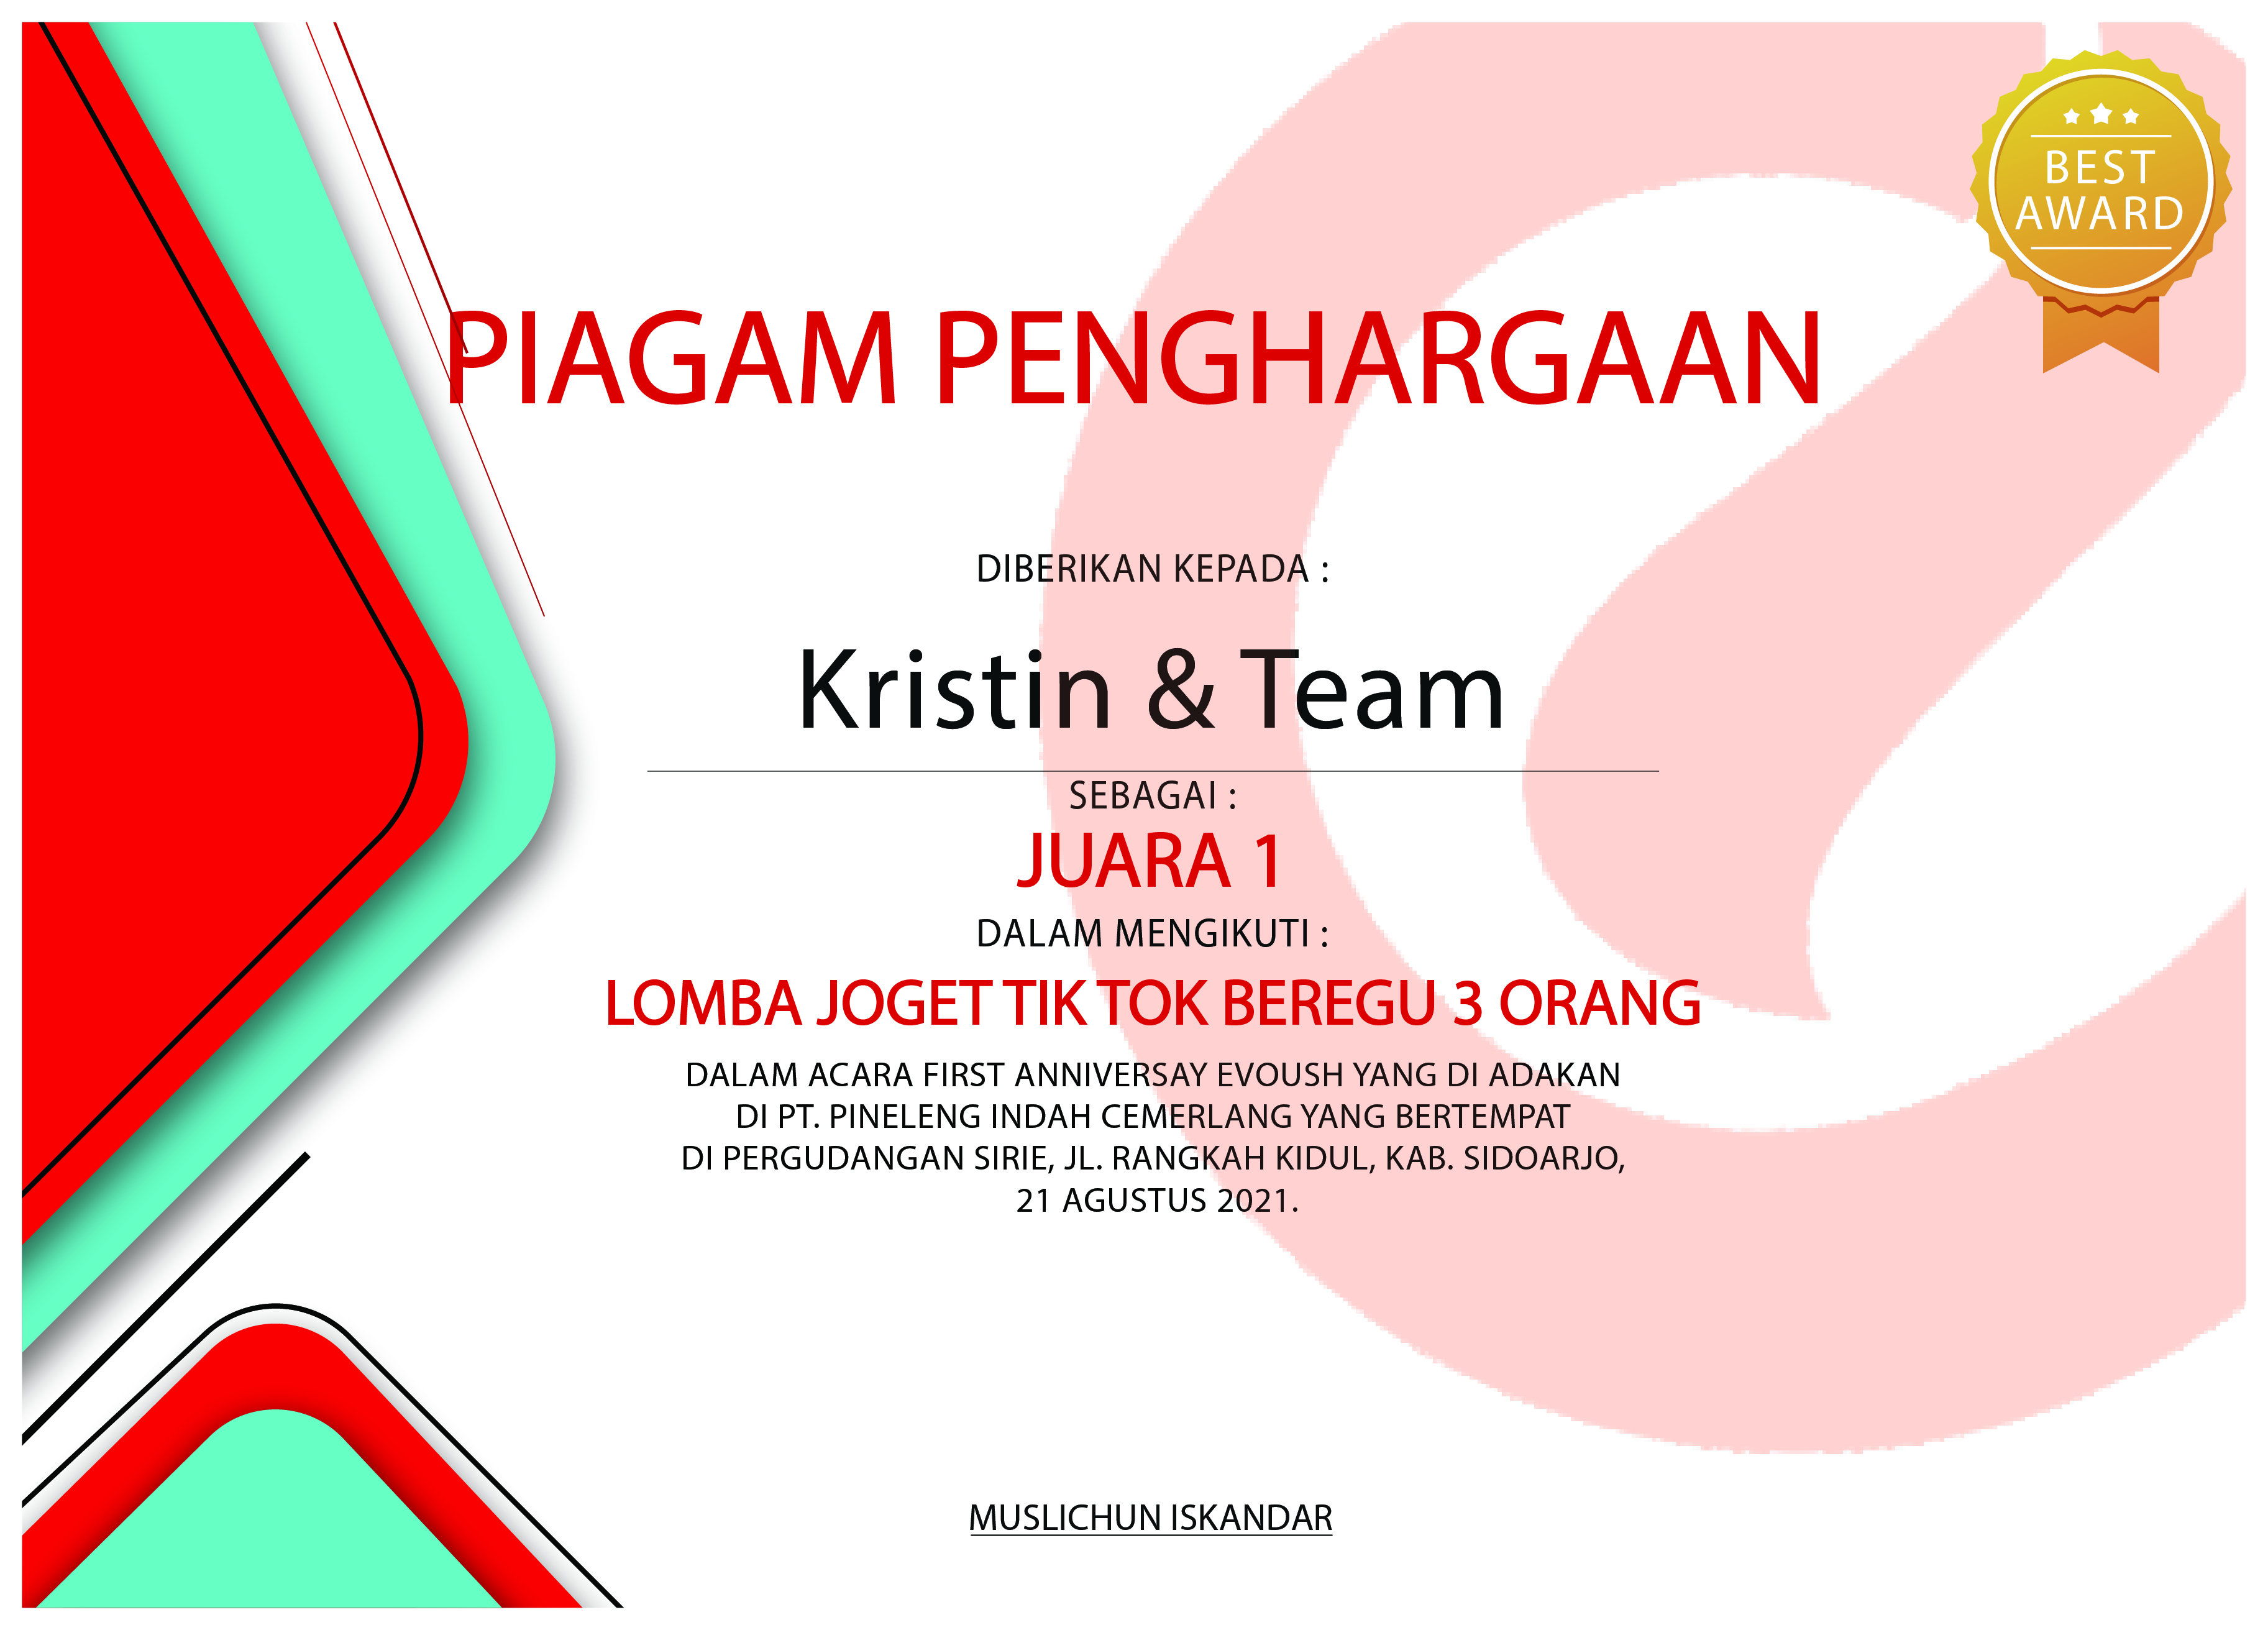 BEST
AWARD
PIAGAM PENGHARGAAN
DIBERIKAN KEPADA :
Kristin & Team
SEBAGAI :
JUARA 1
DALAM MENGIKUTI :
LOMBA JOGET TIK TOK BEREGU 3 ORANG
DALAM ACARA FIRST ANNIVERSAY EVOUSH YANG DI ADAKAN
DI PT. PINELENG INDAH CEMERLANG YANG BERTEMPAT
DI PERGUDANGAN SIRIE, JL. RANGKAH KIDUL, KAB. SIDOARJO,
21 AGUSTUS 2021.
MUSLICHUN ISKANDAR